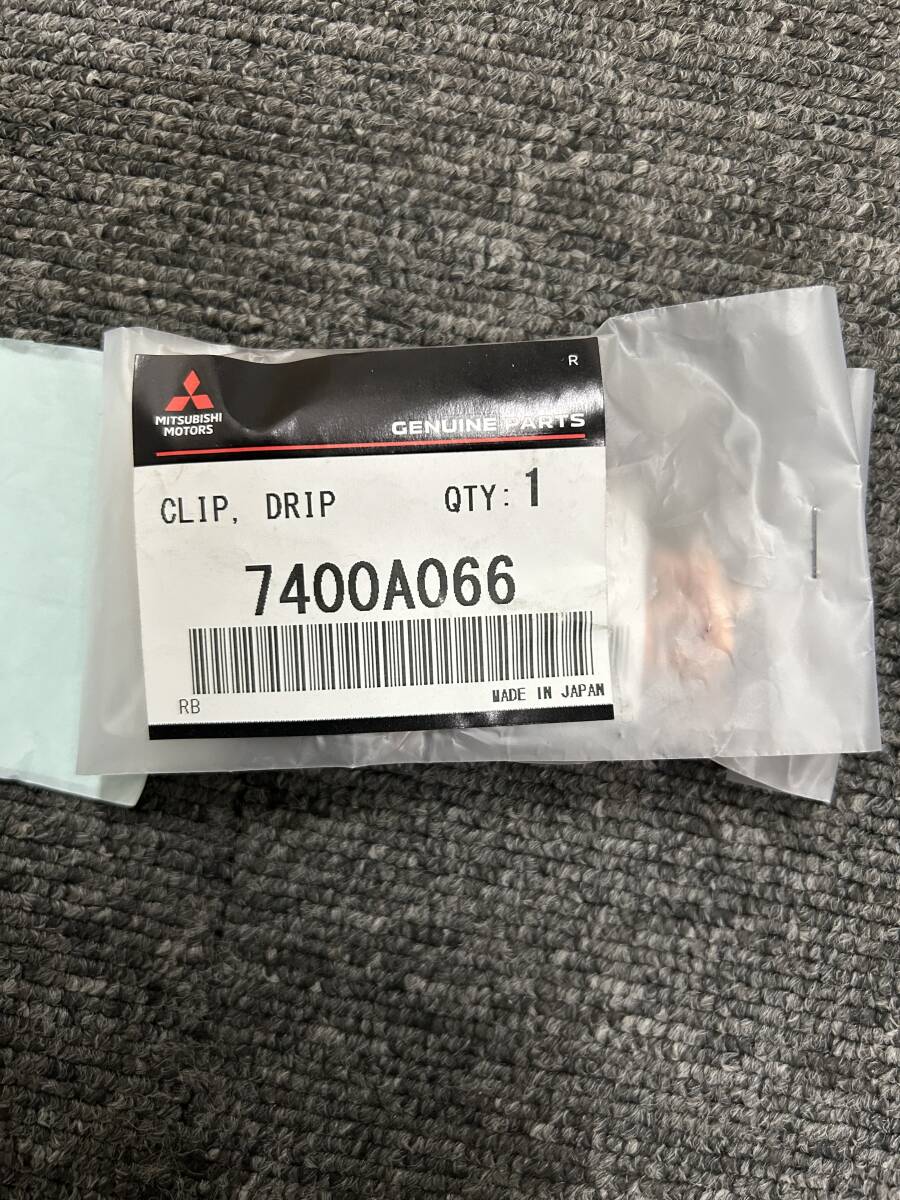 R
MITSUBISHI
MOTORS
GENUINE PARTS
CLIP, DRIP QTY: 1
7400A066
RB MADE IN JAPAN